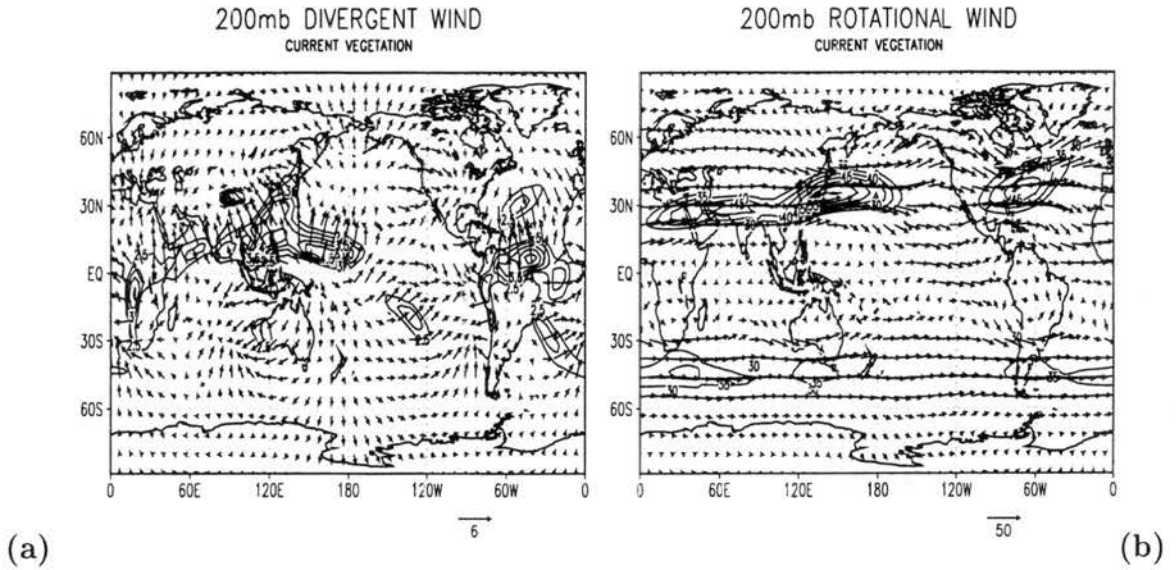 200mb DIVERGENT WIND
CURRENT VEGETATION
60N
30N
EQ
30S
60S
0 60E 120E 180 120W 60W 0
6
(a)
200mb ROTATIONAL WIND
CURRENT VEGETATION
60N
30N
EQ
30S
60S
0 60E 120E 180 120W 60W 0
50
(b)